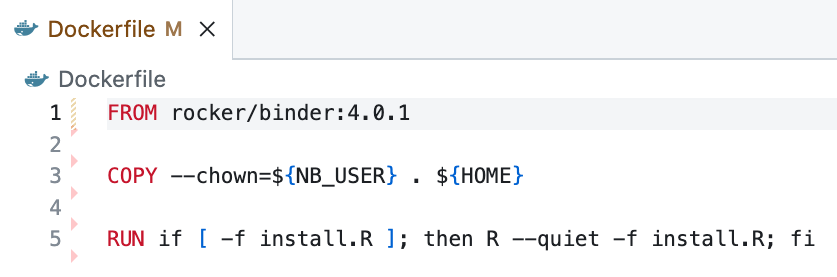 Dockerfile M
Dockerfile
1 FROM rocker/binder:4.0.1
2
3 COPY --chown=${NB_USER} . ${HOME}
4
5 RUN if [ -f install.R ]; then R --quiet -f install.R; fi